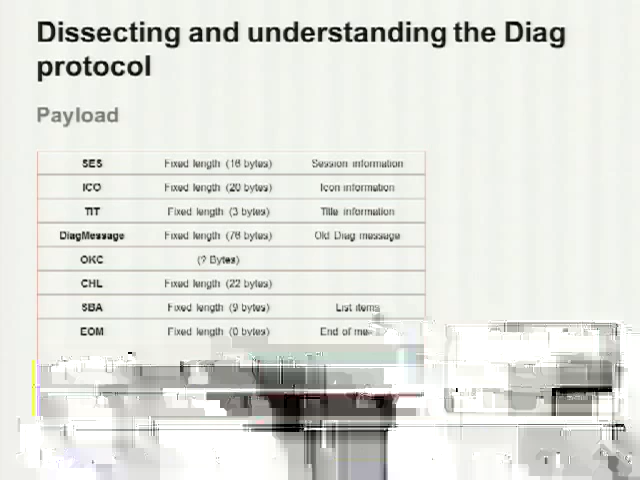 Dissecting and understanding the Diag
protocol
Payload
SES Fixed length (16 bytes) Session information
ICO Fixed length (20 bytes) Icon information
TIT Fixed length (3 bytes) Title information
DiagMessage Fixed length (76 bytes) Old Diag message
OKC (? Bytes)
CHL Fixed length (22 bytes)
SBA Fixed length (9 bytes) List items
EOM Fixed length (0 bytes) End of